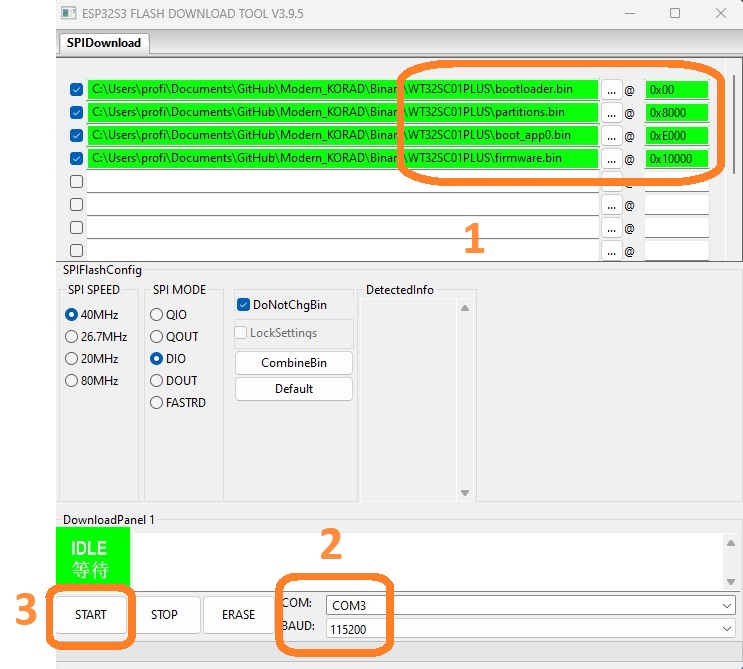 ESP32S3 FLASH DOWNLOAD TOOL V3.9.5
SPIDownload
C:\Users\profi\Documents\GitHub\Modern_KORAD\Binary\WT32SC01PLUS\bootloader.bin ... @ 0x00
C:\Users\profi\Documents\GitHub\Modern_KORAD\Binary\WT32SC01PLUS\partitions.bin ... @ 0x8000
C:\Users\profi\Documents\GitHub\Modern_KORAD\Binary\WT32SC01PLUS\boot_app0.bin ... @ 0xE000
C:\Users\profi\Documents\GitHub\Modern_KORAD\Binary\WT32SC01PLUS\firmware.bin ... @ 0x10000
... @
... @
... @
... @
1
SPIFlashConfig
SPI SPEED
40MHz
26.7MHz
20MHz
80MHz
SPI MODE
QIO
QOUT
DIO
DOUT
FASTRD
DoNotChgBin
LockSettings
CombineBin
Default
DetectedInfo
DownloadPanel 1
IDLE
等待
2
3
START
STOP
ERASE
COM: COM3
BAUD: 115200